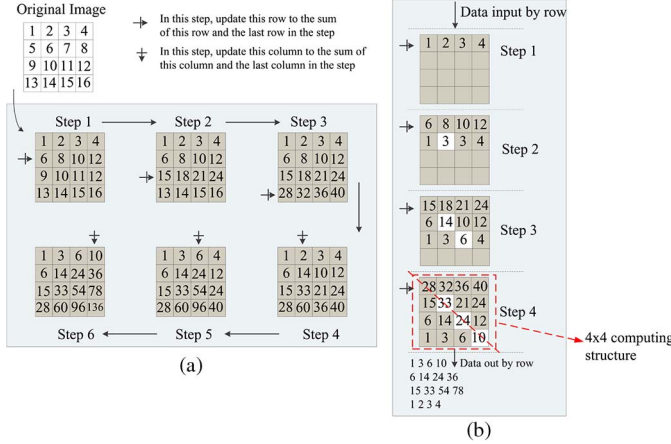 Original Image
1 2 3 4
5 6 7 8
9 10 11 12
13 14 15 16
In this step, update this row to the sum
of this row and the last row in the step
In this step, update this column to the sum of
this column and the last column in the step
Step 1 Step 2 Step 3
1 2 3 4
6 8 10 12
9 10 11 12
13 14 15 16
1 2 3 4
6 8 10 12
15 18 21 24
13 14 15 16
1 2 3 4
6 8 10 12
15 18 21 24
28 32 36 40
1 3 6 10
6 14 24 36
15 33 54 78
28 60 96 136
1 3 6 4
6 14 24 12
15 33 54 24
28 60 96 40
1 2 3 4
6 14 10 12
15 33 21 24
28 60 36 40
Step 6 Step 5 Step 4
(a)
Data input by row
1 2 3 4
Step 1
6 8 10 12
1 3 3 4
Step 2
15 18 21 24
6 14 10 12
1 3 6 4
Step 3
28 32 36 40
15 33 21 24
6 14 24 12
1 3 6 10
Step 4
4x4 computing
structure
Data out by row
1 3 6 10
6 14 24 36
15 33 54 78
1 2 3 4
(b)